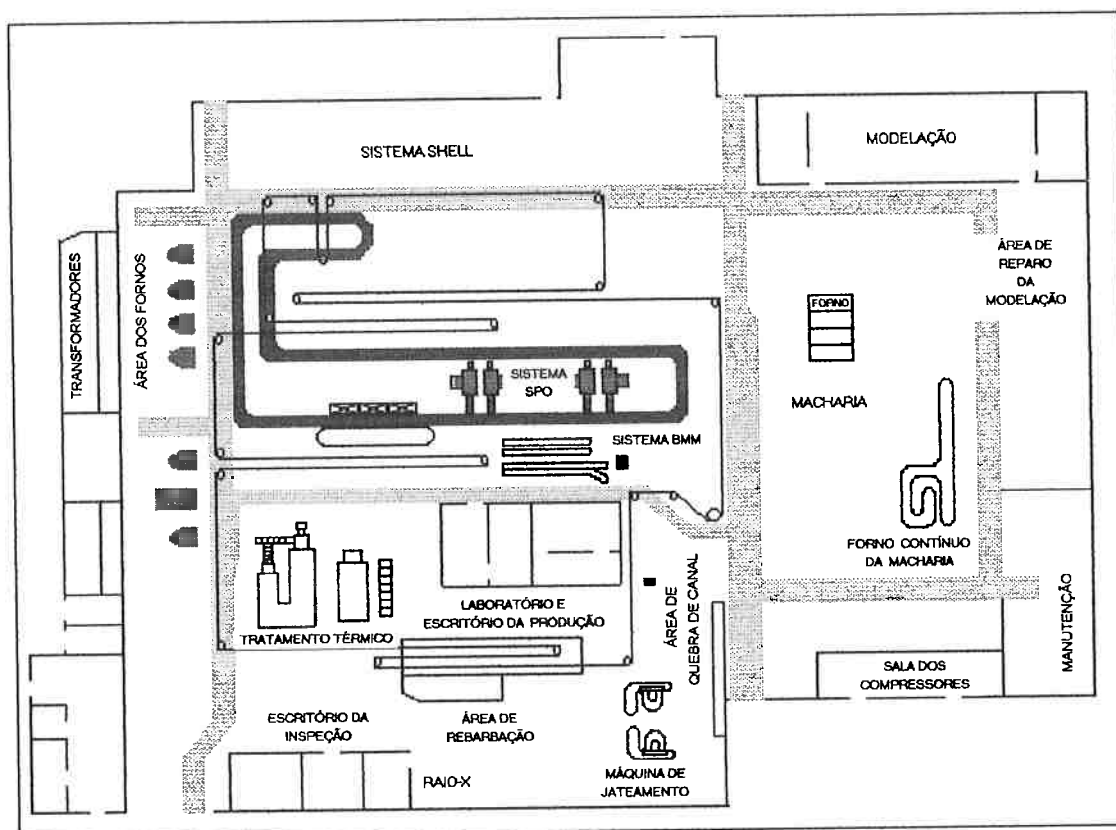 SISTEMA SHELL
MODELAÇÃO
TRANSFORMADORES
ÁREA DOS FORNOS
ÁREA DE
REPARO
DA
MODELAÇÃO
FORNO
SISTEMA
SPO
MACHARIA
SISTEMA BMM
FORNO CONTÍNUO
DA MACHARIA
LABORATÓRIO E
ESCRITÓRIO DA PRODUÇÃO
TRATAMENTO TÉRMICO
ÁREA DE
QUEBRA DE CANAL
MANUTENÇÃO
SALA DOS
COMPRESSORES
ESCRITÓRIO DA
INSPEÇÃO
ÁREA DE
REBARBAÇÃO
RAIO-X
MÁQUINA DE
JATEAMENTO